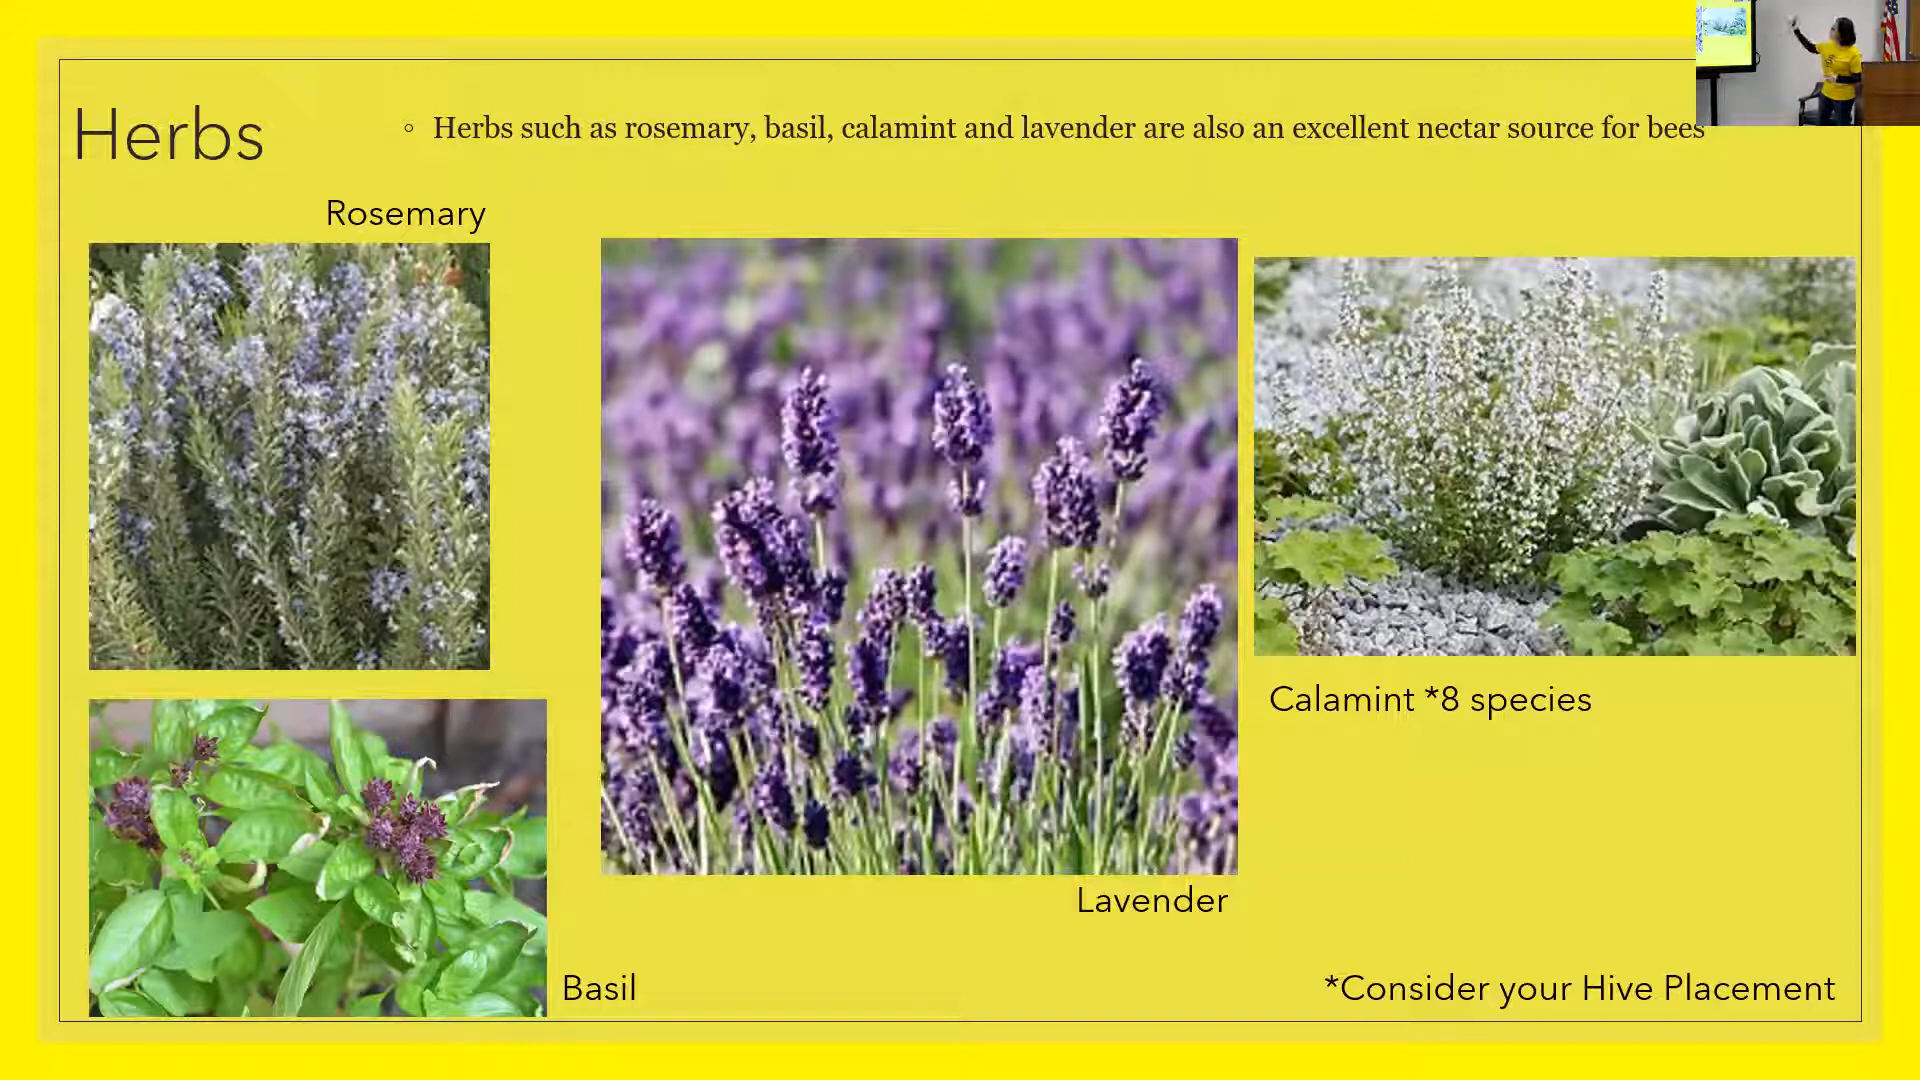 Herbs
◦ Herbs such as rosemary, basil, calamint and lavender are also an excellent nectar source for bees
Rosemary
Calamint *8 species
Lavender
Basil
*Consider your Hive Placement